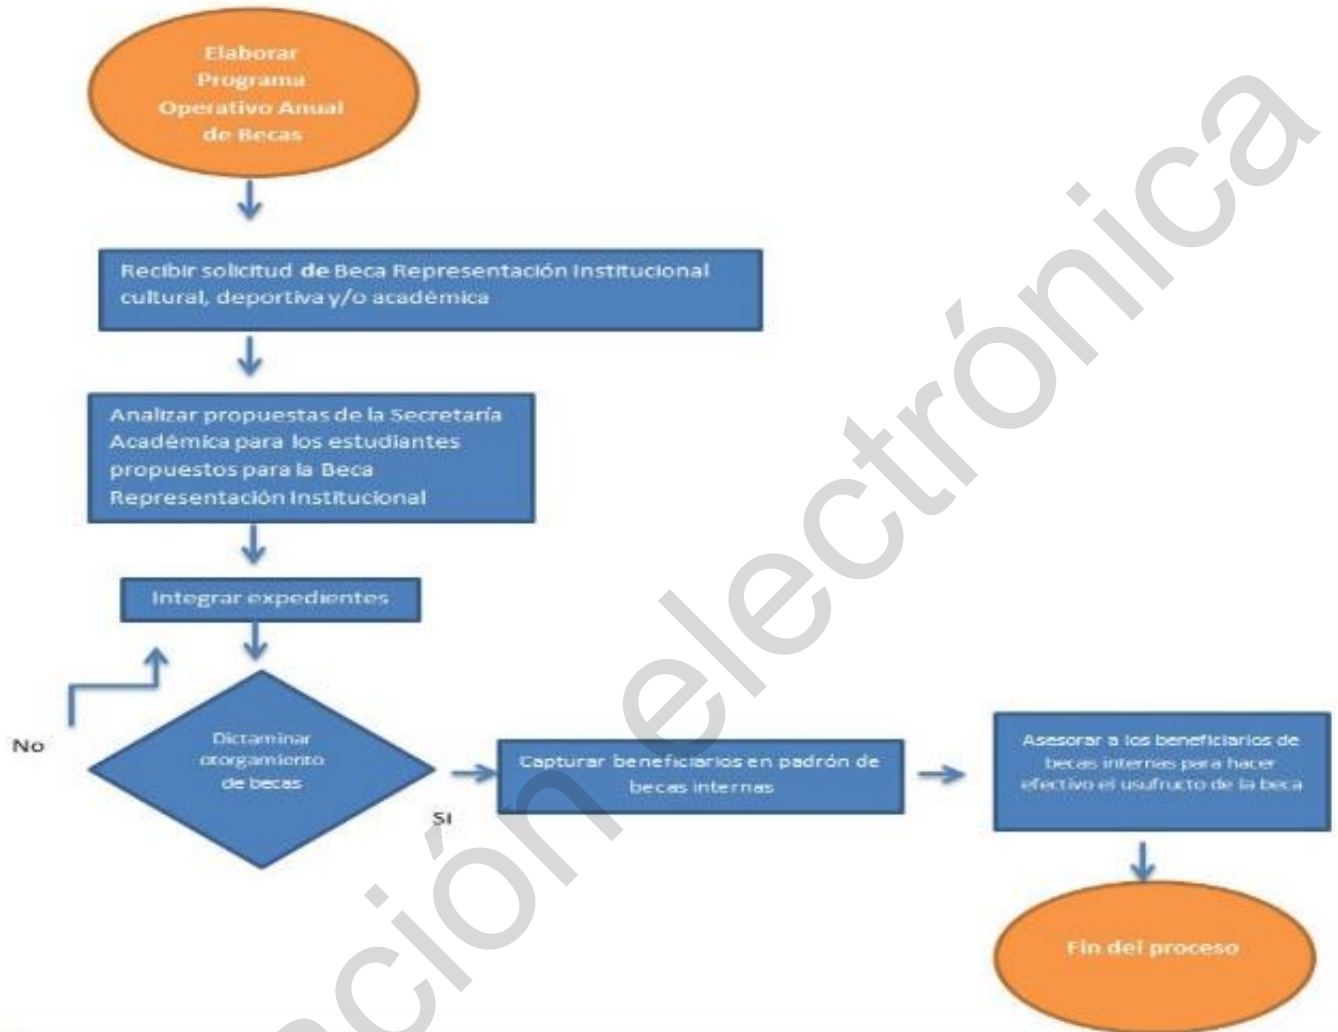 Elaborar
Programa
Operativo Anual
de Becas
Recibir solicitud de Beca Representación Institucional
cultural, deportiva y/o académica
Analizar propuestas de la Secretaría
Académica para los estudiantes
propuestos para la Beca
Representación Institucional
Integrar expedientes
No
Dictaminar
otorgamiento
de becas
SI
Capturar beneficiarios en padrón de
becas internas
Asesorar a los beneficiarios de
becas internas para hacer
efectivo el usufructo de la beca
Fin del proceso
ción electrónica